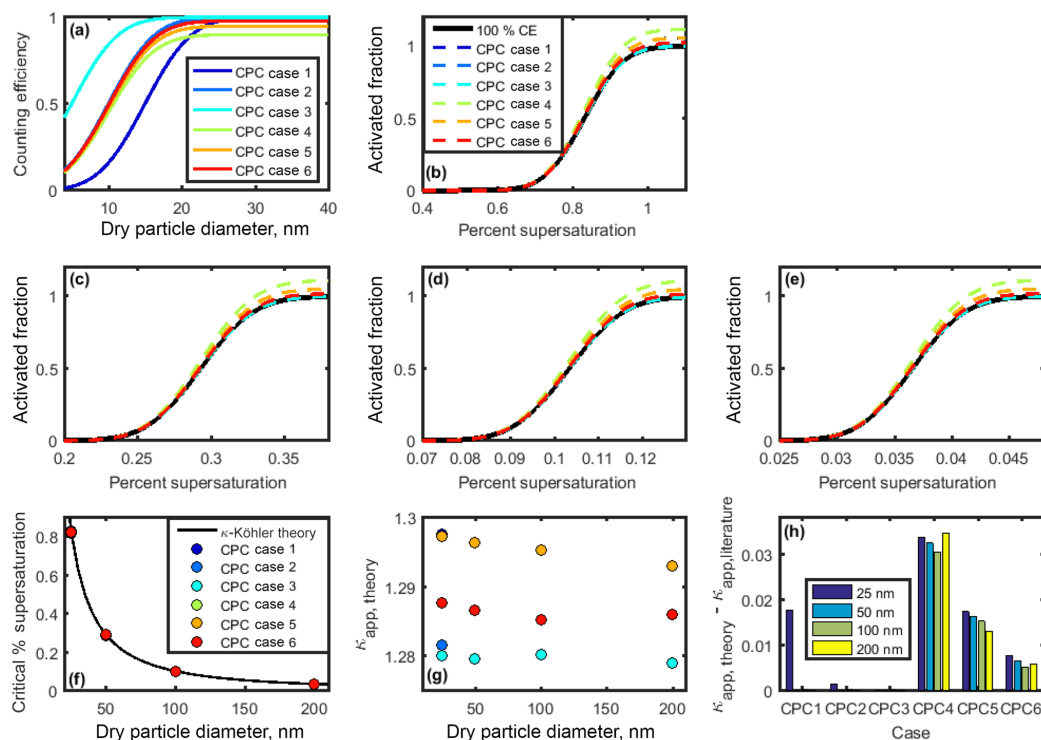 (a)
Counting efficiency
1
0.5
0
10
20
30
40
Dry particle diameter, nm
CPC case 1
CPC case 2
CPC case 3
CPC case 4
CPC case 5
CPC case 6
(b)
Activated fraction
1
0.5
0
0.4
0.6
0.8
1
Percent supersaturation
100 % CE
CPC case 1
CPC case 2
CPC case 3
CPC case 4
CPC case 5
CPC case 6
(c)
Activated fraction
1
0.5
0
0.2
0.25
0.3
0.35
Percent supersaturation
(d)
Activated fraction
1
0.5
0
0.07
0.08
0.09
0.1
0.11
0.12
Percent supersaturation
(e)
Activated fraction
1
0.5
0
0.025
0.03
0.035
0.04
0.045
Percent supersaturation
(f)
Critical % supersaturation
0.8
0.6
0.4
0.2
0
50
100
150
200
Dry particle diameter, nm
κ-Köhler theory
CPC case 1
CPC case 2
CPC case 3
CPC case 4
CPC case 5
CPC case 6
(g)
κapp, theory
1.3
1.29
1.28
50
100
150
200
Dry particle diameter, nm
(h)
κapp, theory - κapp,literature
0.03
0.02
0.01
0
25 nm
50 nm
100 nm
200 nm
CPC1
CPC2
CPC3
CPC4
CPC5
CPC6
Case